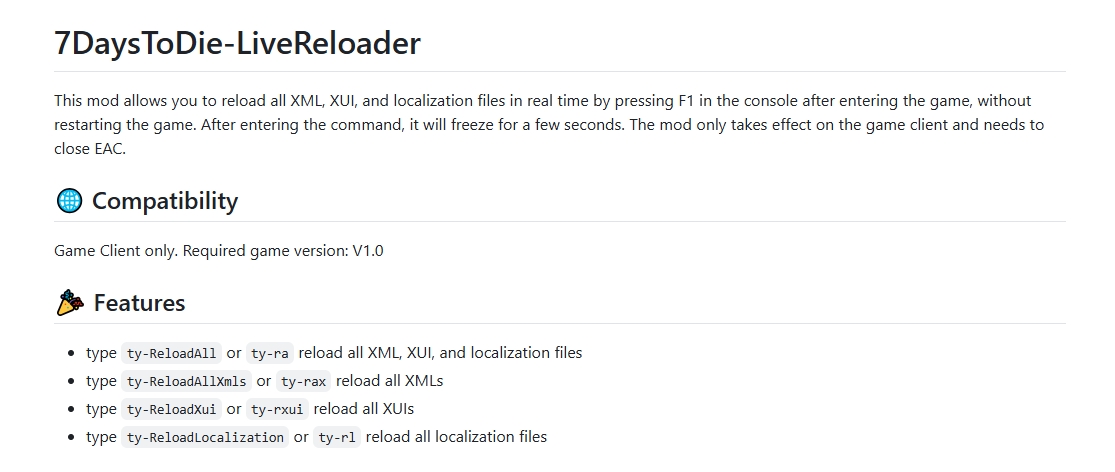 7DaysToDie-LiveReloader
This mod allows you to reload all XML, XUI, and localization files in real time by pressing F1 in the console after entering the game, without
restarting the game. After entering the command, it will freeze for a few seconds. The mod only takes effect on the game client and needs to
close EAC.
Compatibility
Game Client only. Required game version: V1.0
Features
type ty-ReloadAll or ty-ra reload all XML, XUI, and localization files
type ty-ReloadAllXmls or ty-rax reload all XMLs
type ty-ReloadXui or ty-rxui reload all XUIs
type ty-ReloadLocalization or ty-rl reload all localization files